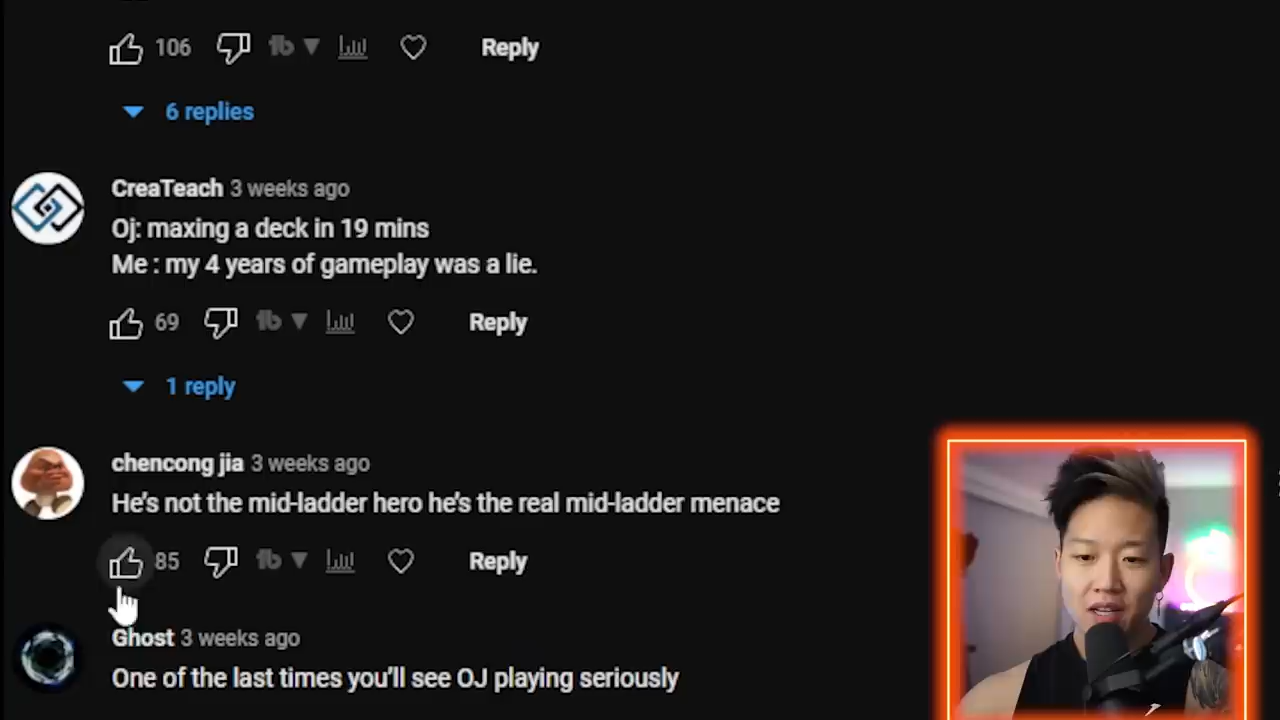 106 Reply
6 replies
CreaTeach 3 weeks ago
Oj: maxing a deck in 19 mins
Me : my 4 years of gameplay was a lie.
69 Reply
1 reply
chencong jia 3 weeks ago
He's not the mid-ladder hero he's the real mid-ladder menace
85 Reply
Ghost 3 weeks ago
One of the last times you'll see OJ playing seriously